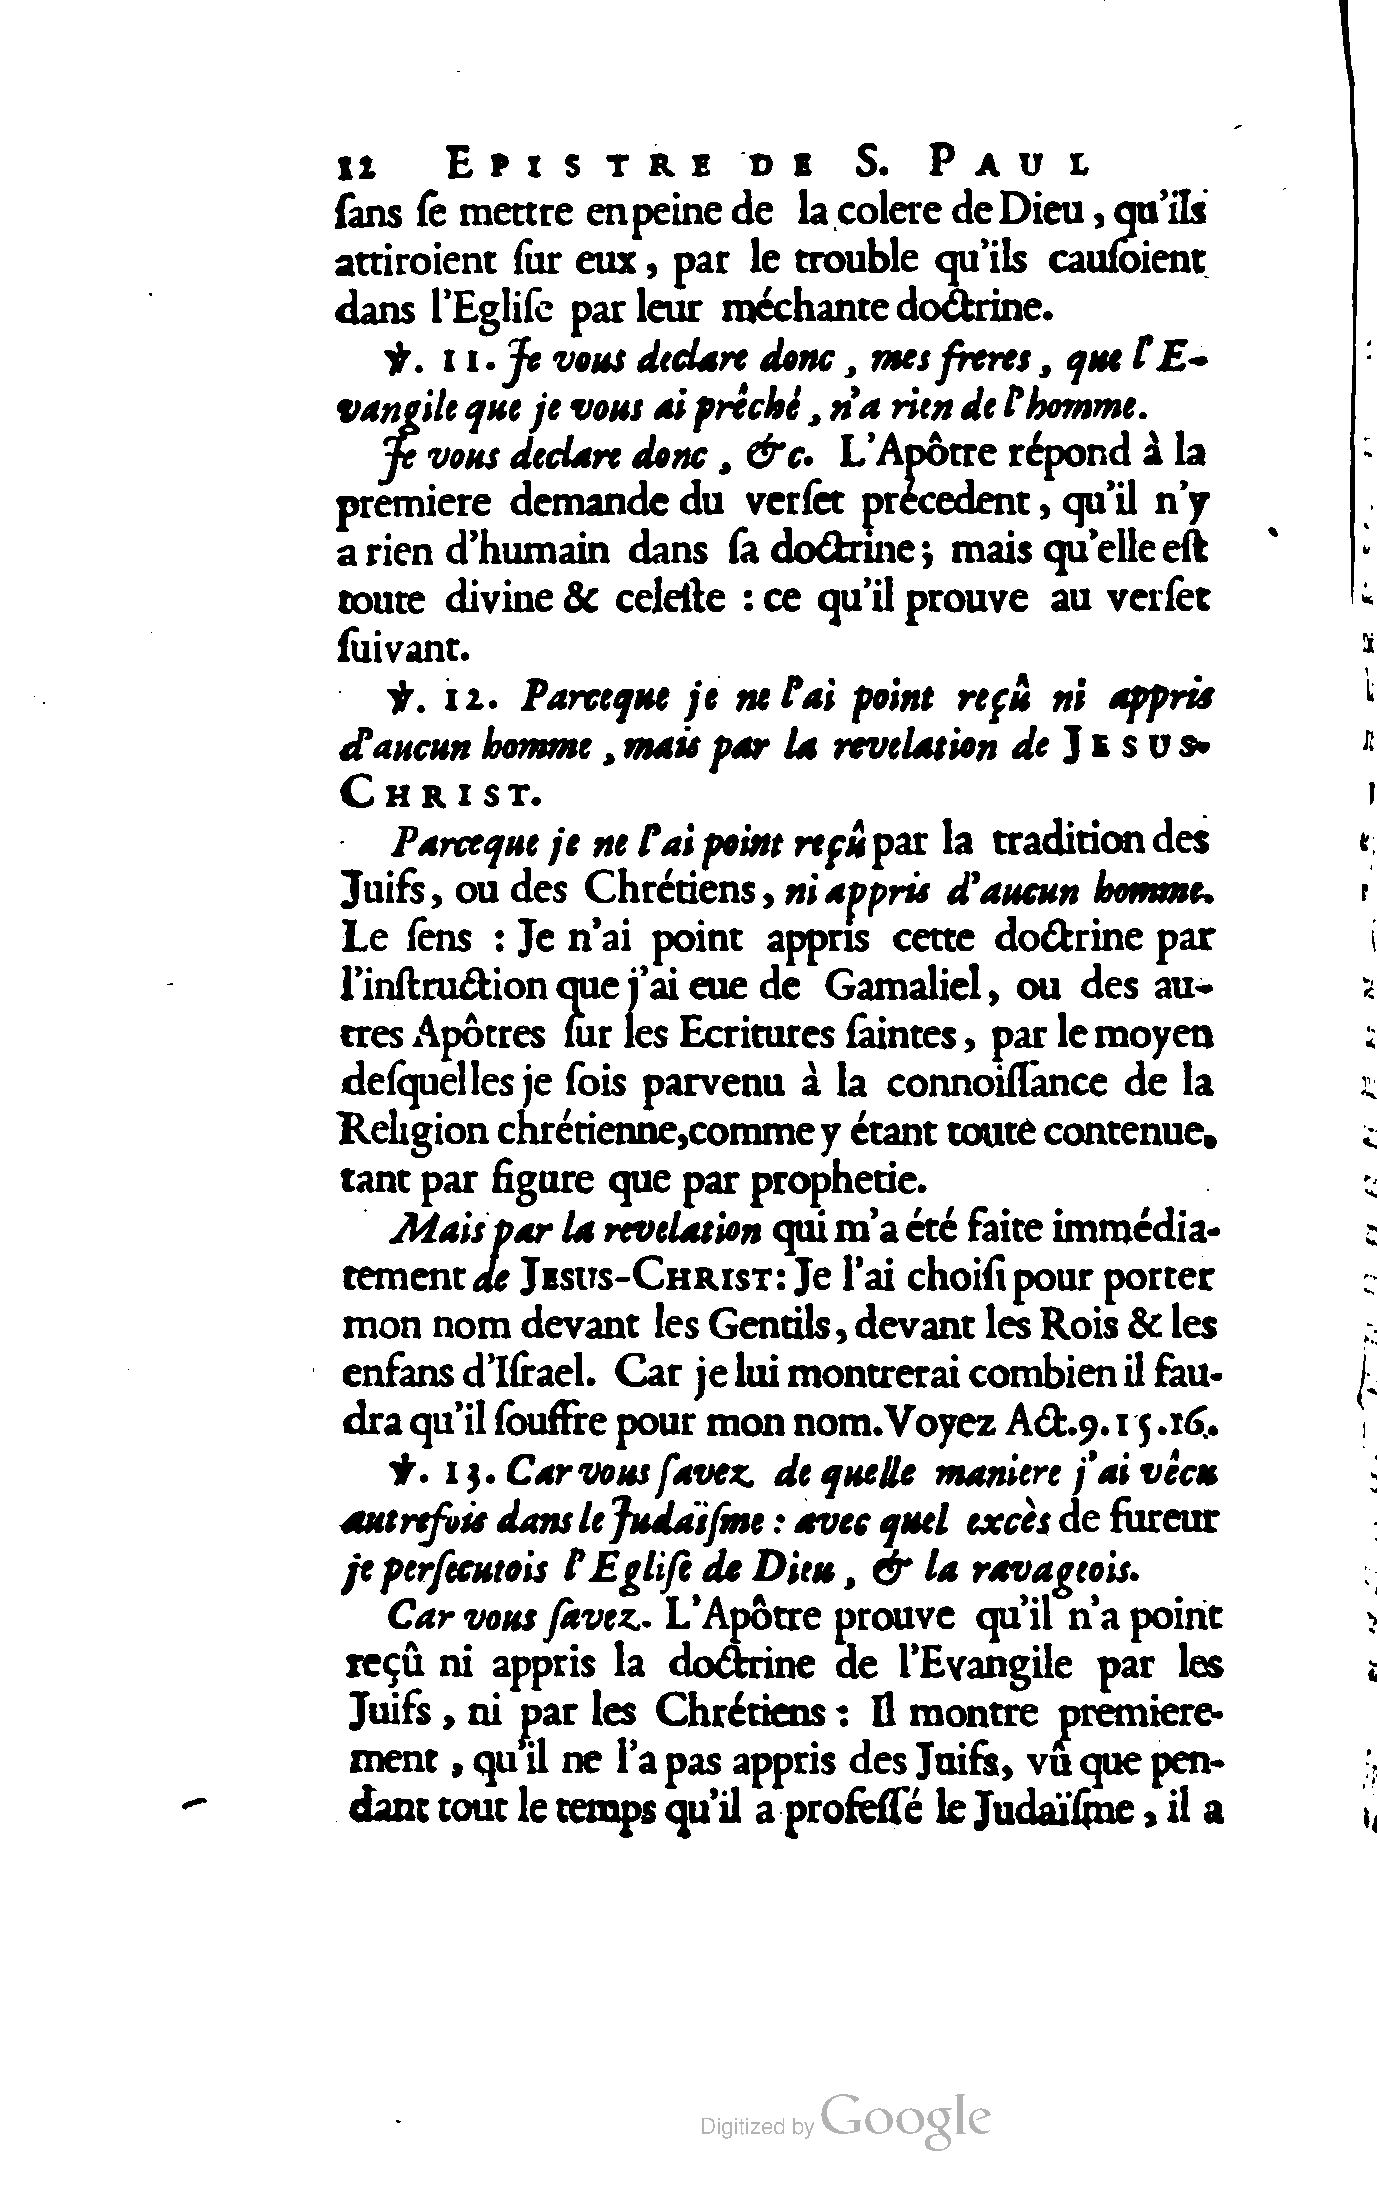 12 EPISTRE DE S. PAUL
ſans ſe mettre en peine de la colere de Dieu, qu'ils
attiroient ſur eux, par le trouble qu'ils cauſoient
dans l'Egliſe par leur méchante doctrine.
℣. 11. Je vous declare donc, mes freres, que l'E-
vangile que je vous ai prêché, n'a rien de l'homme.
Je vous declare donc, &c. L'Apôtre répond à la
premiere demande du verſet précedent, qu'il n'y
a rien d'humain dans ſa doctrine; mais qu'elle eſt
toute divine & celeſte : ce qu'il prouve au verſet
ſuivant.
℣. 12. Parceque je ne l'ai point reçû ni appris
d'aucun homme, mais par la revelation de JESUS-
CHRIST.
Parceque je ne l'ai point reçû par la tradition des
Juifs, ou des Chrétiens, ni appris d'aucun homme.
Le ſens : Je n'ai point appris cette doctrine par
l'inſtruction que j'ai eue de Gamaliel, ou des au-
tres Apôtres ſur les Ecritures ſaintes, par le moyen
deſquelles je ſois parvenu à la connoiſſance de la
Religion chrétienne, comme y étant toute contenue,
tant par figure que par prophetie.
Mais par la revelation qui m'a été faite immédia-
tement de JESUS-CHRIST: Je l'ai choiſi pour porter
mon nom devant les Gentils, devant les Rois & les
enfans d'Iſrael. Car je lui montrerai combien il fau-
dra qu'il ſouffre pour mon nom. Voyez Act. 9. 15. 16.
℣. 13. Car vous ſavez de quelle maniere j'ai vêcu
autrefois dans le Judaïſme : avec quel excès de fureur
je perſecutois l'Egliſe de Dieu, & la ravageois.
Car vous ſavez. L'Apôtre prouve qu'il n'a point
reçû ni appris la doctrine de l'Evangile par les
Juifs, ni par les Chrétiens : Il montre premiere-
ment, qu'il ne l'a pas appris des Juifs, vû que pen-
dant tout le temps qu'il a profeſſé le Judaïſme, il a
Digitized by Google